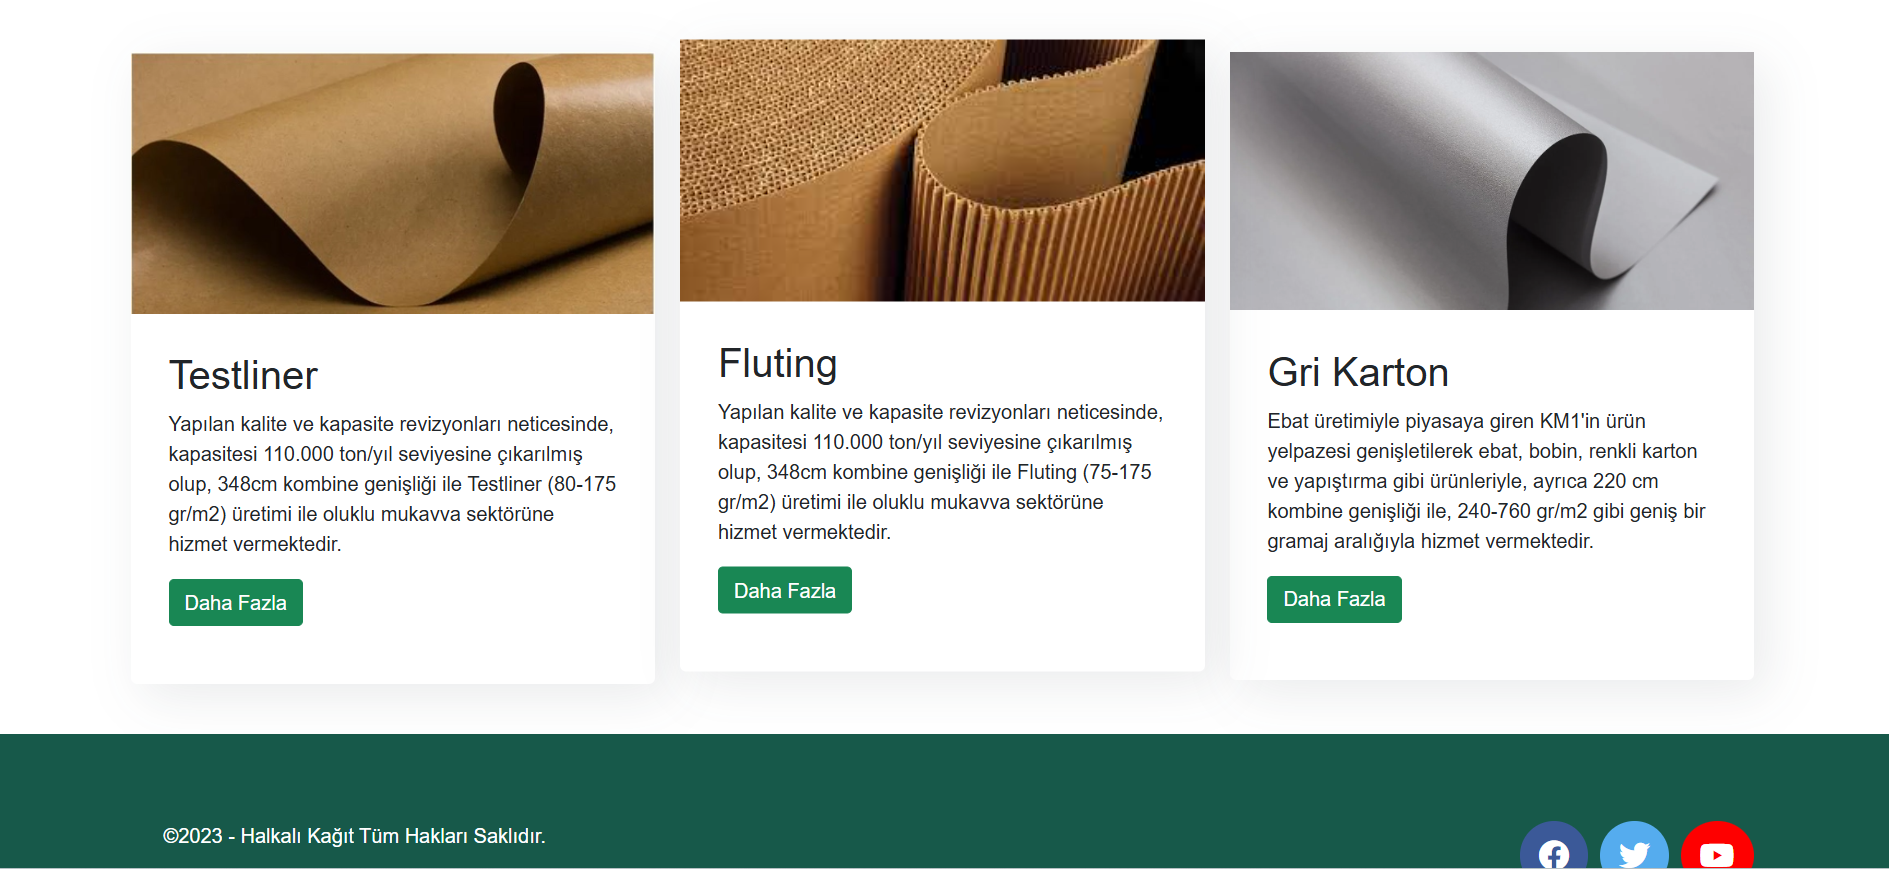 Testliner
Yapılan kalite ve kapasite revizyonları neticesinde,
kapasitesi 110.000 ton/yıl seviyesine çıkarılmış
olup, 348cm kombine genişliği ile Testliner (80-175
gr/m2) üretimi ile oluklu mukavva sektörüne
hizmet vermektedir.
Daha Fazla
Fluting
Yapılan kalite ve kapasite revizyonları neticesinde,
kapasitesi 110.000 ton/yıl seviyesine çıkarılmış
olup, 348cm kombine genişliği ile Fluting (75-175
gr/m2) üretimi ile oluklu mukavva sektörüne
hizmet vermektedir.
Daha Fazla
Gri Karton
Ebat üretimiyle piyasaya giren KM1'in ürün
yelpazesi genişletilerek ebat, bobin, renkli karton
ve yapıştırma gibi ürünleriyle, ayrıca 220 cm
kombine genişliği ile, 240-760 gr/m2 gibi geniş bir
gramaj aralığıyla hizmet vermektedir.
Daha Fazla
©2023 - Halkalı Kağıt Tüm Hakları Saklıdır.